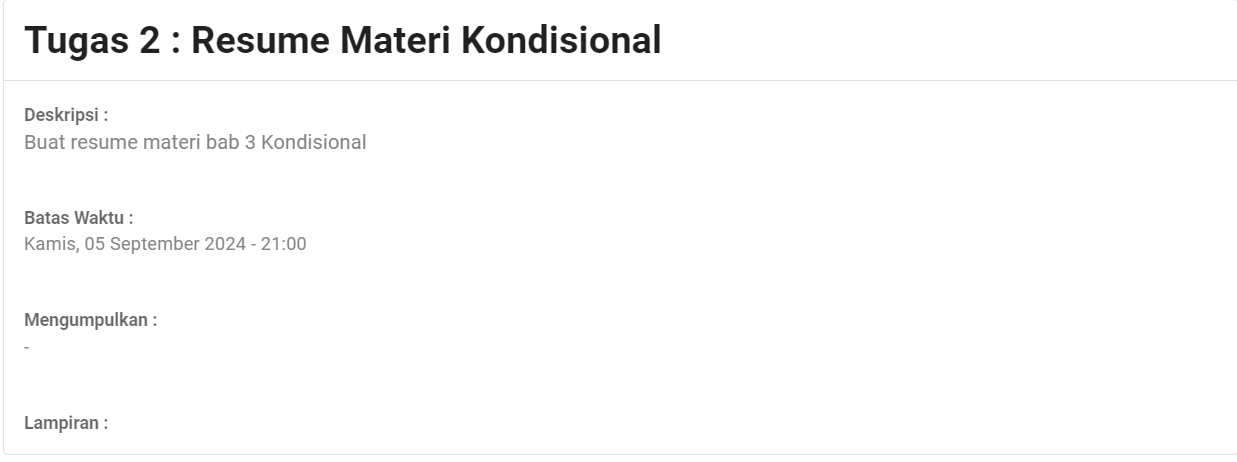 Tugas 2 : Resume Materi Kondisional
Deskripsi :
Buat resume materi bab 3 Kondisional
Batas Waktu :
Kamis, 05 September 2024 - 21:00
Mengumpulkan :
-
Lampiran :